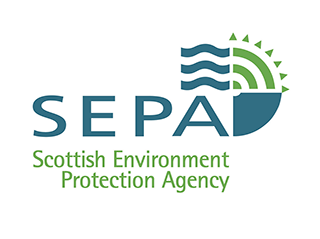 SEPA
Scottish Environment
Protection Agency